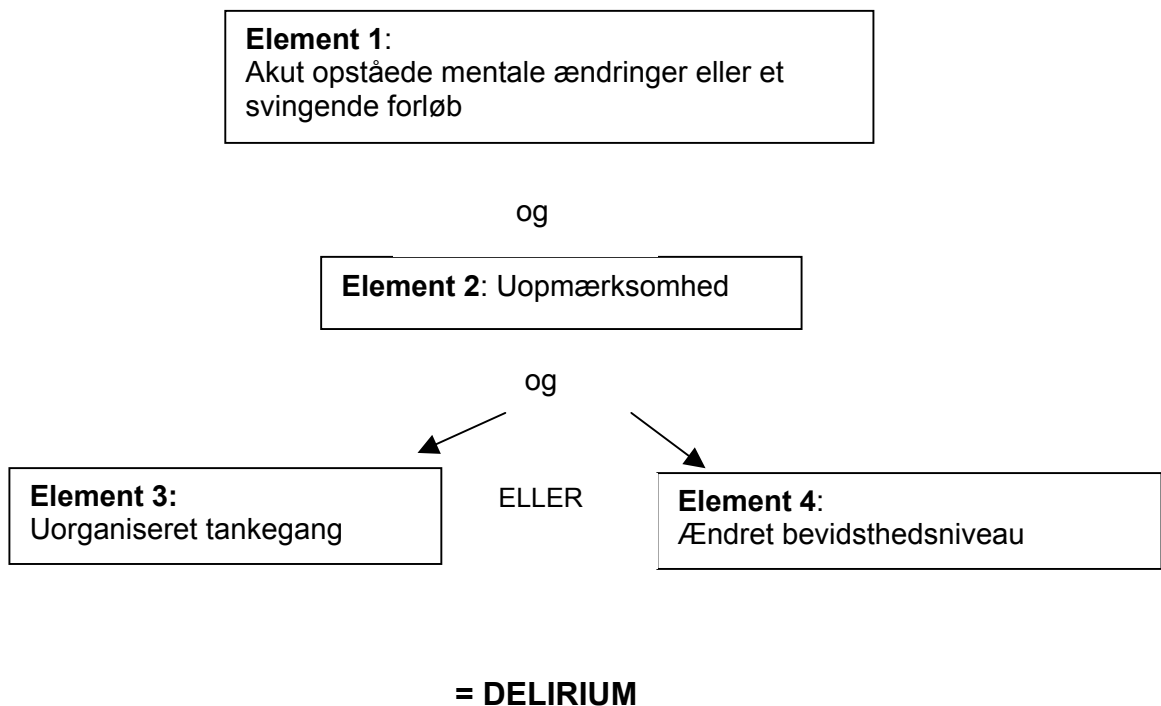 Element 1:
Akut opståede mentale ændringer eller et
svingende forløb
og
Element 2: Uopmærksomhed
og
Element 3:
Uorganiseret tankegang
ELLER
Element 4:
Ændret bevidsthedsniveau
= DELIRIUM